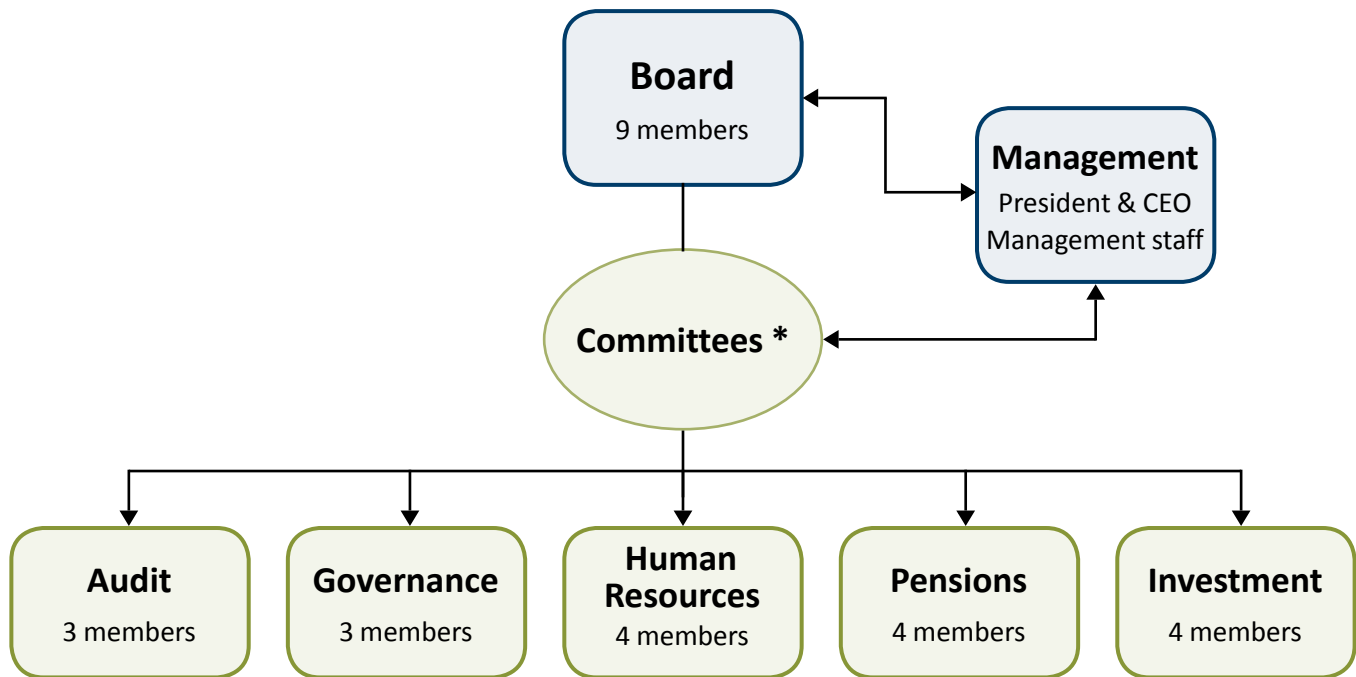 Board
9 members
Management
President & CEO
Management staff
Committees *
Audit
3 members
Governance
3 members
Human
Resources
4 members
Pensions
4 members
Investment
4 members